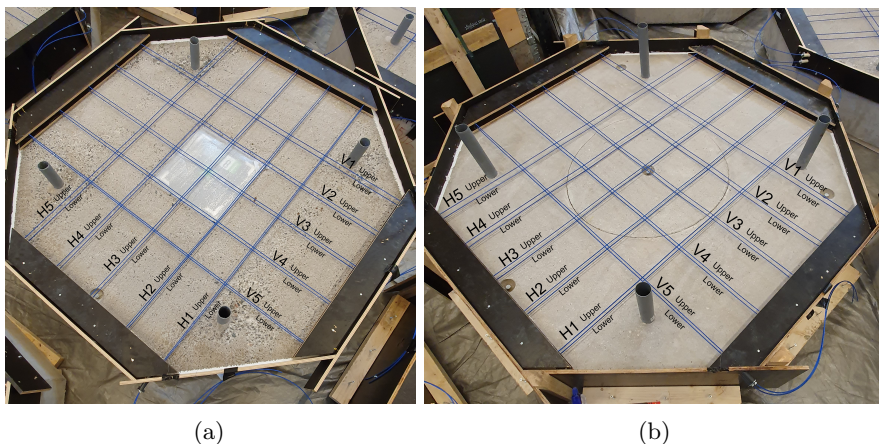 V1 Upper
Lower
V2 Upper
Lower
V3 Upper
Lower
V4 Upper
Lower
V5 Upper
Lower
H5 Upper
Lower
H4 Upper
Lower
H3 Upper
Lower
H2 Upper
Lower
H1 Upper
Lower
(a)
V1 Upper
Lower
V2 Upper
Lower
V3 Upper
Lower
V4 Upper
Lower
V5 Upper
Lower
H5 Upper
Lower
H4 Upper
Lower
H3 Upper
Lower
H2 Upper
Lower
H1 Upper
Lower
(b)